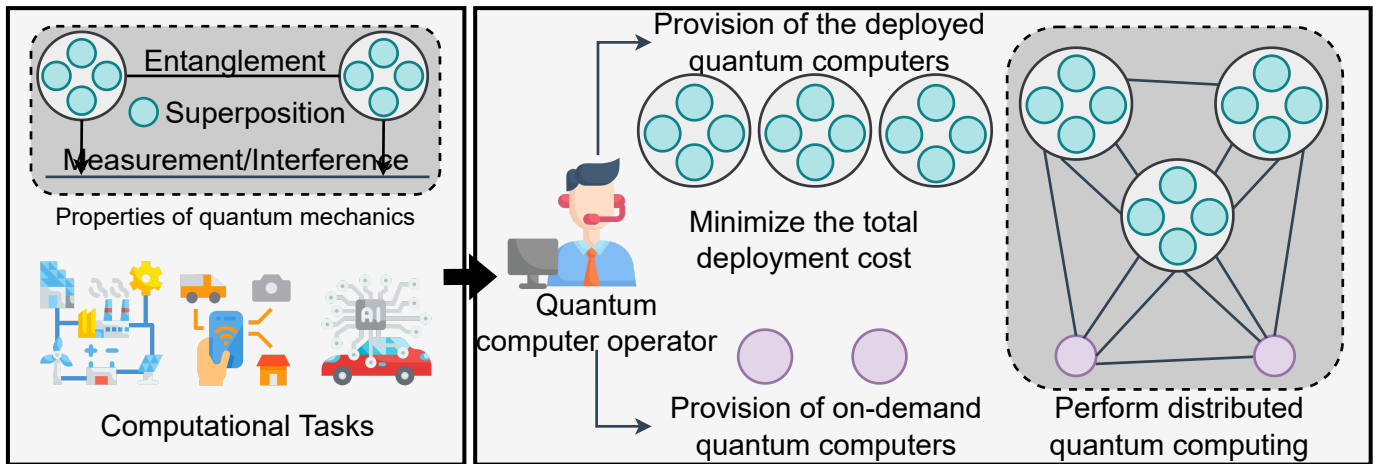 Entanglement
Superposition
Measurement/Interference
Properties of quantum mechanics
AI
Computational Tasks
Provision of the deployed
quantum computers
Minimize the total
deployment cost
Quantum
computer operator
Provision of on-demand
quantum computers
Perform distributed
quantum computing